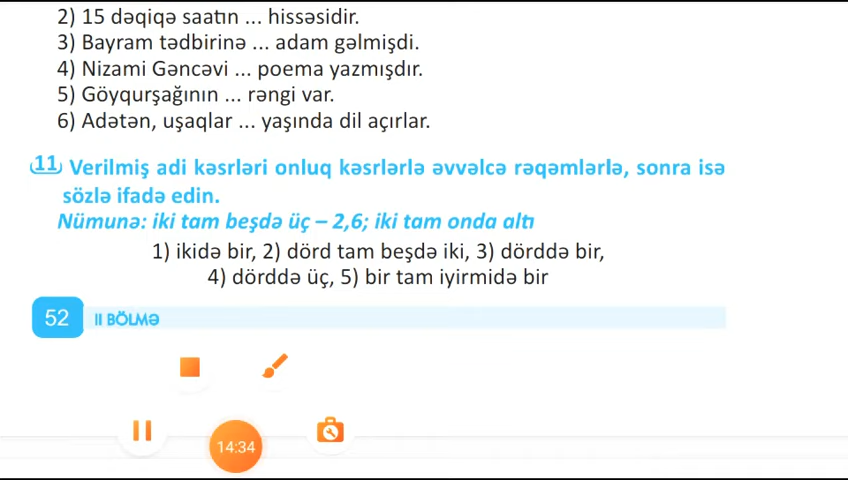 2) 15 dəqiqə saatın ... hissəsidir.
3) Bayram tədbirinə ... adam gəlmişdi.
4) Nizami Gəncəvi ... poema yazmışdır.
5) Göyqurşağının ... rəngi var.
6) Adətən, uşaqlar ... yaşında dil açırlar.
11 Verilmiş adi kəsrləri onluq kəsrlərlə əvvəlcə rəqəmlərlə, sonra isə
sözlə ifadə edin.
Nümunə: iki tam beşdə üç – 2,6; iki tam onda altı
1) ikidə bir, 2) dörd tam beşdə iki, 3) dörddə bir,
4) dörddə üç, 5) bir tam iyirmidə bir
52 II BÖLMƏ
14:34